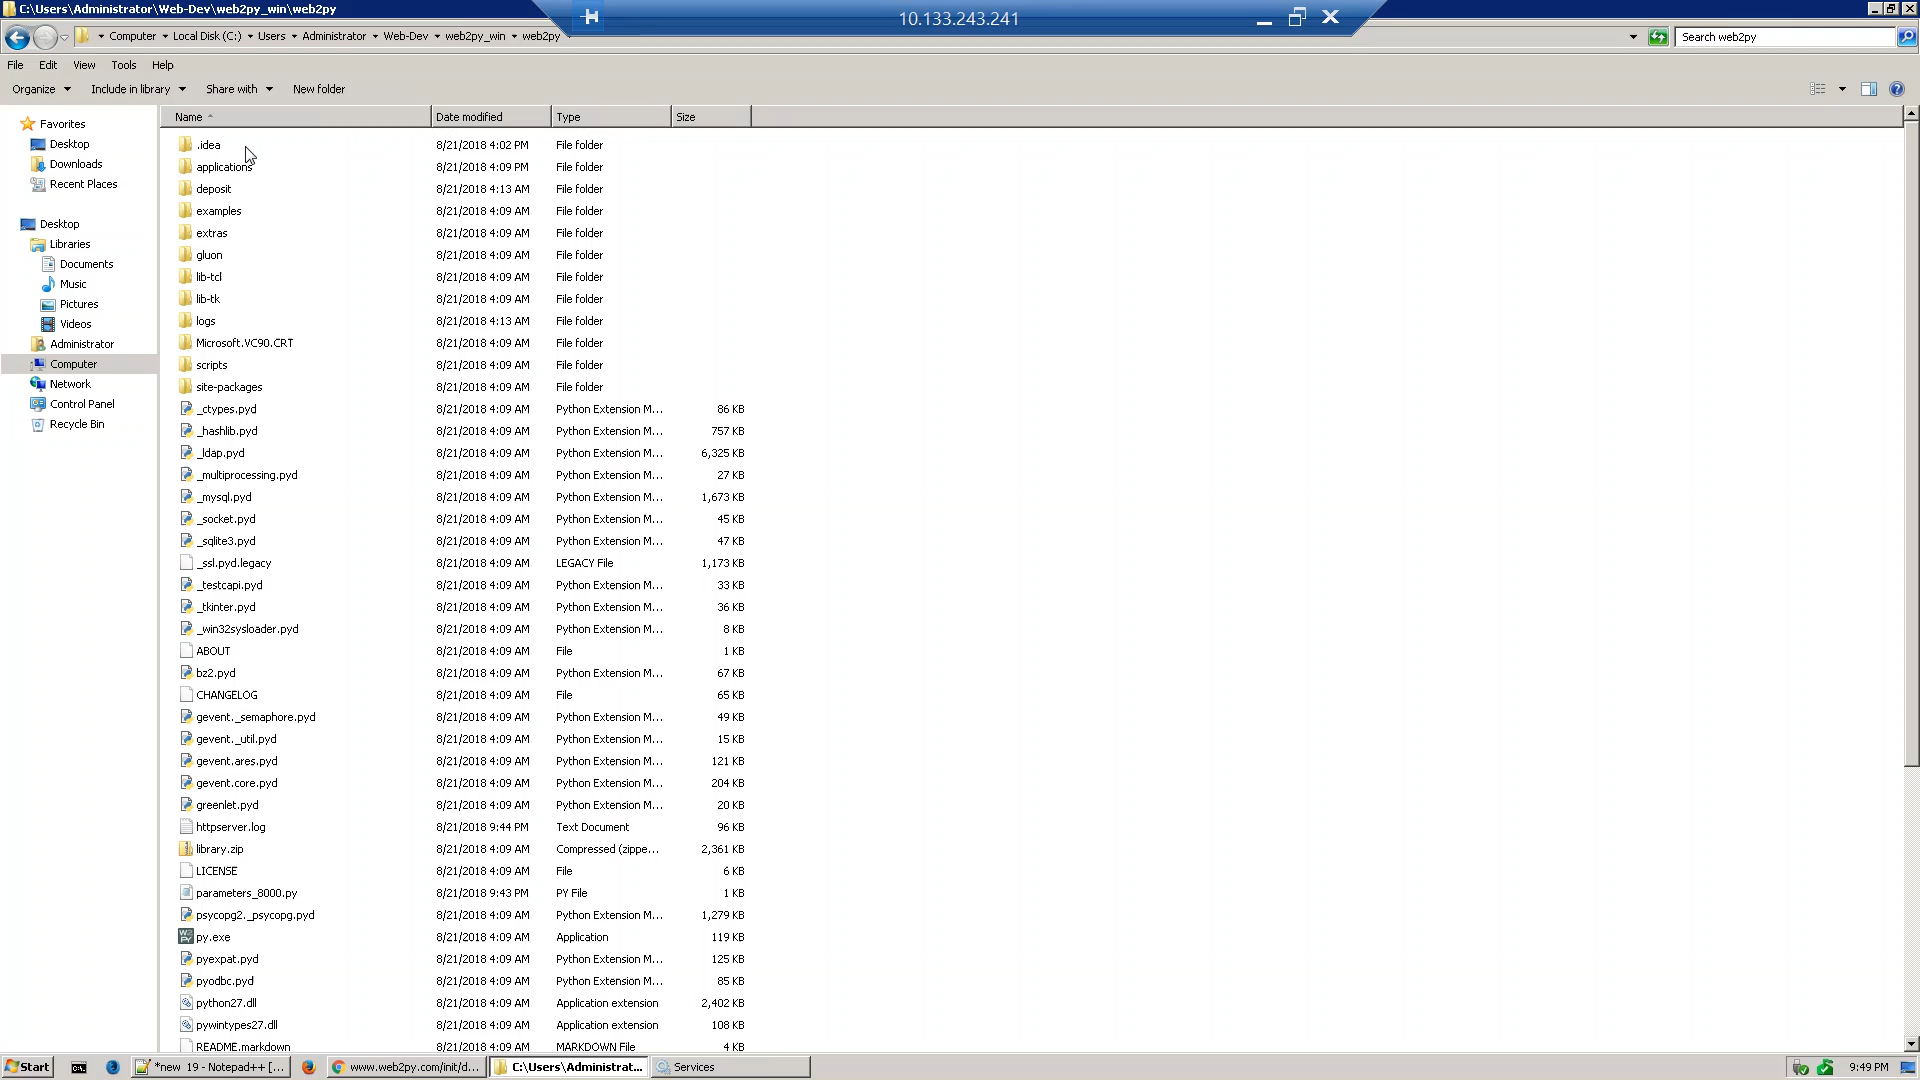 C:\Users\Administrator\Web-Dev\web2py_win\web2py
10.133.243.241
Computer Local Disk (C:) Users Administrator Web-Dev web2py_win web2py
Search web2py
File Edit View Tools Help
Organize Include in library Share with New folder
Name Date modified Type Size
Favorites
Desktop
Downloads
Recent Places
Desktop
Libraries
Documents
Music
Pictures
Videos
Administrator
Computer
Network
Control Panel
Recycle Bin
.idea 8/21/2018 4:02 PM File folder
applications 8/21/2018 4:09 PM File folder
deposit 8/21/2018 4:13 AM File folder
examples 8/21/2018 4:09 AM File folder
extras 8/21/2018 4:09 AM File folder
gluon 8/21/2018 4:09 AM File folder
lib-tcl 8/21/2018 4:09 AM File folder
lib-tk 8/21/2018 4:09 AM File folder
logs 8/21/2018 4:13 AM File folder
Microsoft.VC90.CRT 8/21/2018 4:09 AM File folder
scripts 8/21/2018 4:09 AM File folder
site-packages 8/21/2018 4:09 AM File folder
_ctypes.pyd 8/21/2018 4:09 AM Python Extension M... 86 KB
_hashlib.pyd 8/21/2018 4:09 AM Python Extension M... 757 KB
_ldap.pyd 8/21/2018 4:09 AM Python Extension M... 6,325 KB
_multiprocessing.pyd 8/21/2018 4:09 AM Python Extension M... 27 KB
_mysql.pyd 8/21/2018 4:09 AM Python Extension M... 1,673 KB
_socket.pyd 8/21/2018 4:09 AM Python Extension M... 45 KB
_sqlite3.pyd 8/21/2018 4:09 AM Python Extension M... 47 KB
_ssl.pyd.legacy 8/21/2018 4:09 AM LEGACY File 1,173 KB
_testcapi.pyd 8/21/2018 4:09 AM Python Extension M... 33 KB
_tkinter.pyd 8/21/2018 4:09 AM Python Extension M... 36 KB
_win32sysloader.pyd 8/21/2018 4:09 AM Python Extension M... 8 KB
ABOUT 8/21/2018 4:09 AM File 1 KB
bz2.pyd 8/21/2018 4:09 AM Python Extension M... 67 KB
CHANGELOG 8/21/2018 4:09 AM File 65 KB
gevent._semaphore.pyd 8/21/2018 4:09 AM Python Extension M... 49 KB
gevent._util.pyd 8/21/2018 4:09 AM Python Extension M... 15 KB
gevent.ares.pyd 8/21/2018 4:09 AM Python Extension M... 121 KB
gevent.core.pyd 8/21/2018 4:09 AM Python Extension M... 204 KB
greenlet.pyd 8/21/2018 4:09 AM Python Extension M... 20 KB
httpserver.log 8/21/2018 9:44 PM Text Document 96 KB
library.zip 8/21/2018 4:09 AM Compressed (zippe... 2,361 KB
LICENSE 8/21/2018 4:09 AM File 6 KB
parameters_8000.py 8/21/2018 9:43 PM PY File 1 KB
psycopg2._psycopg.pyd 8/21/2018 4:09 AM Python Extension M... 1,279 KB
py.exe 8/21/2018 4:09 AM Application 119 KB
pyexpat.pyd 8/21/2018 4:09 AM Python Extension M... 125 KB
pyodbc.pyd 8/21/2018 4:09 AM Python Extension M... 85 KB
python27.dll 8/21/2018 4:09 AM Application extension 2,402 KB
pywintypes27.dll 8/21/2018 4:09 AM Application extension 108 KB
README.markdown 8/21/2018 4:09 AM MARKDOWN File 4 KB
Start *new 19 - Notepad++ [... www.web2py.com/init/d... C:\Users\Administrat... Services 9:49 PM